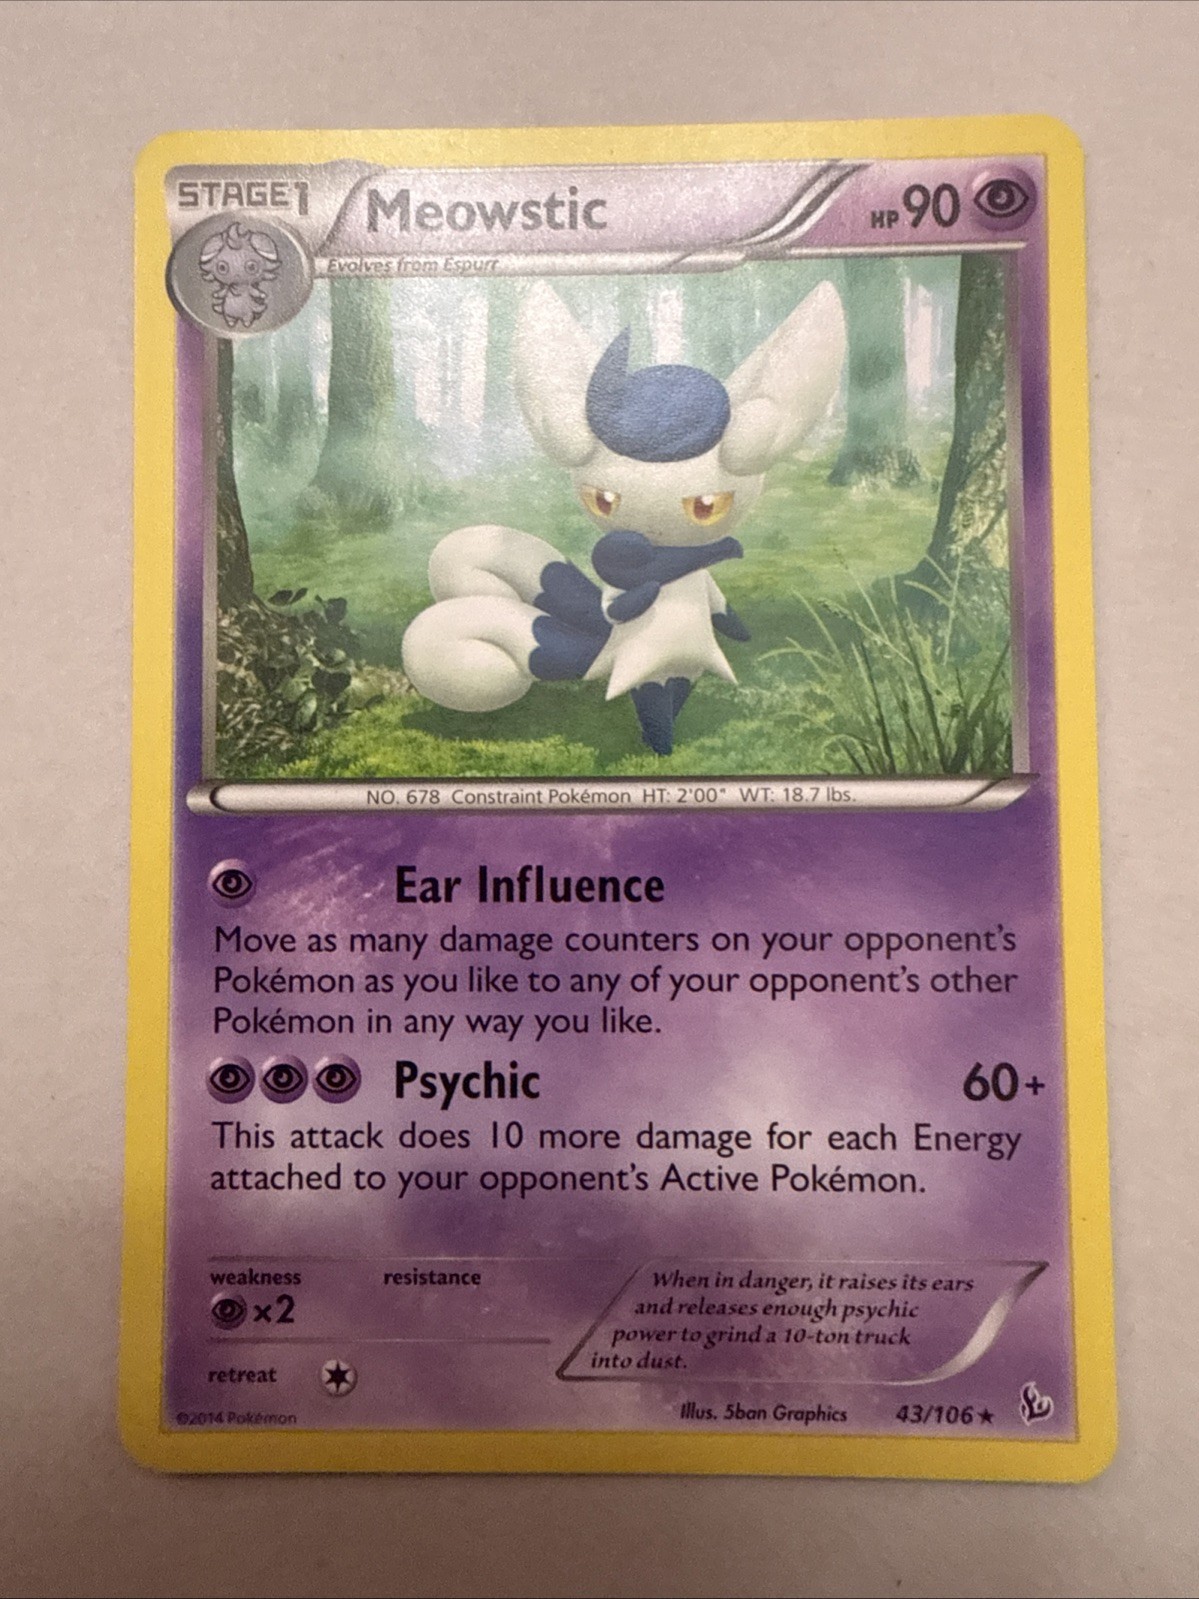 STAGE1
Meowstic
HP 90
Evolves from Espurr
NO. 678 Constraint Pokémon HT: 2'00" WT: 18.7 lbs.
Ear Influence
Move as many damage counters on your opponent's
Pokémon as you like to any of your opponent's other
Pokémon in any way you like.
Psychic 60+
This attack does 10 more damage for each Energy
attached to your opponent's Active Pokémon.
weakness resistance
×2
retreat
When in danger, it raises its ears
and releases enough psychic
power to grind a 10-ton truck
into dust.
©2014 Pokémon
Illus. 5ban Graphics 43/106 ★